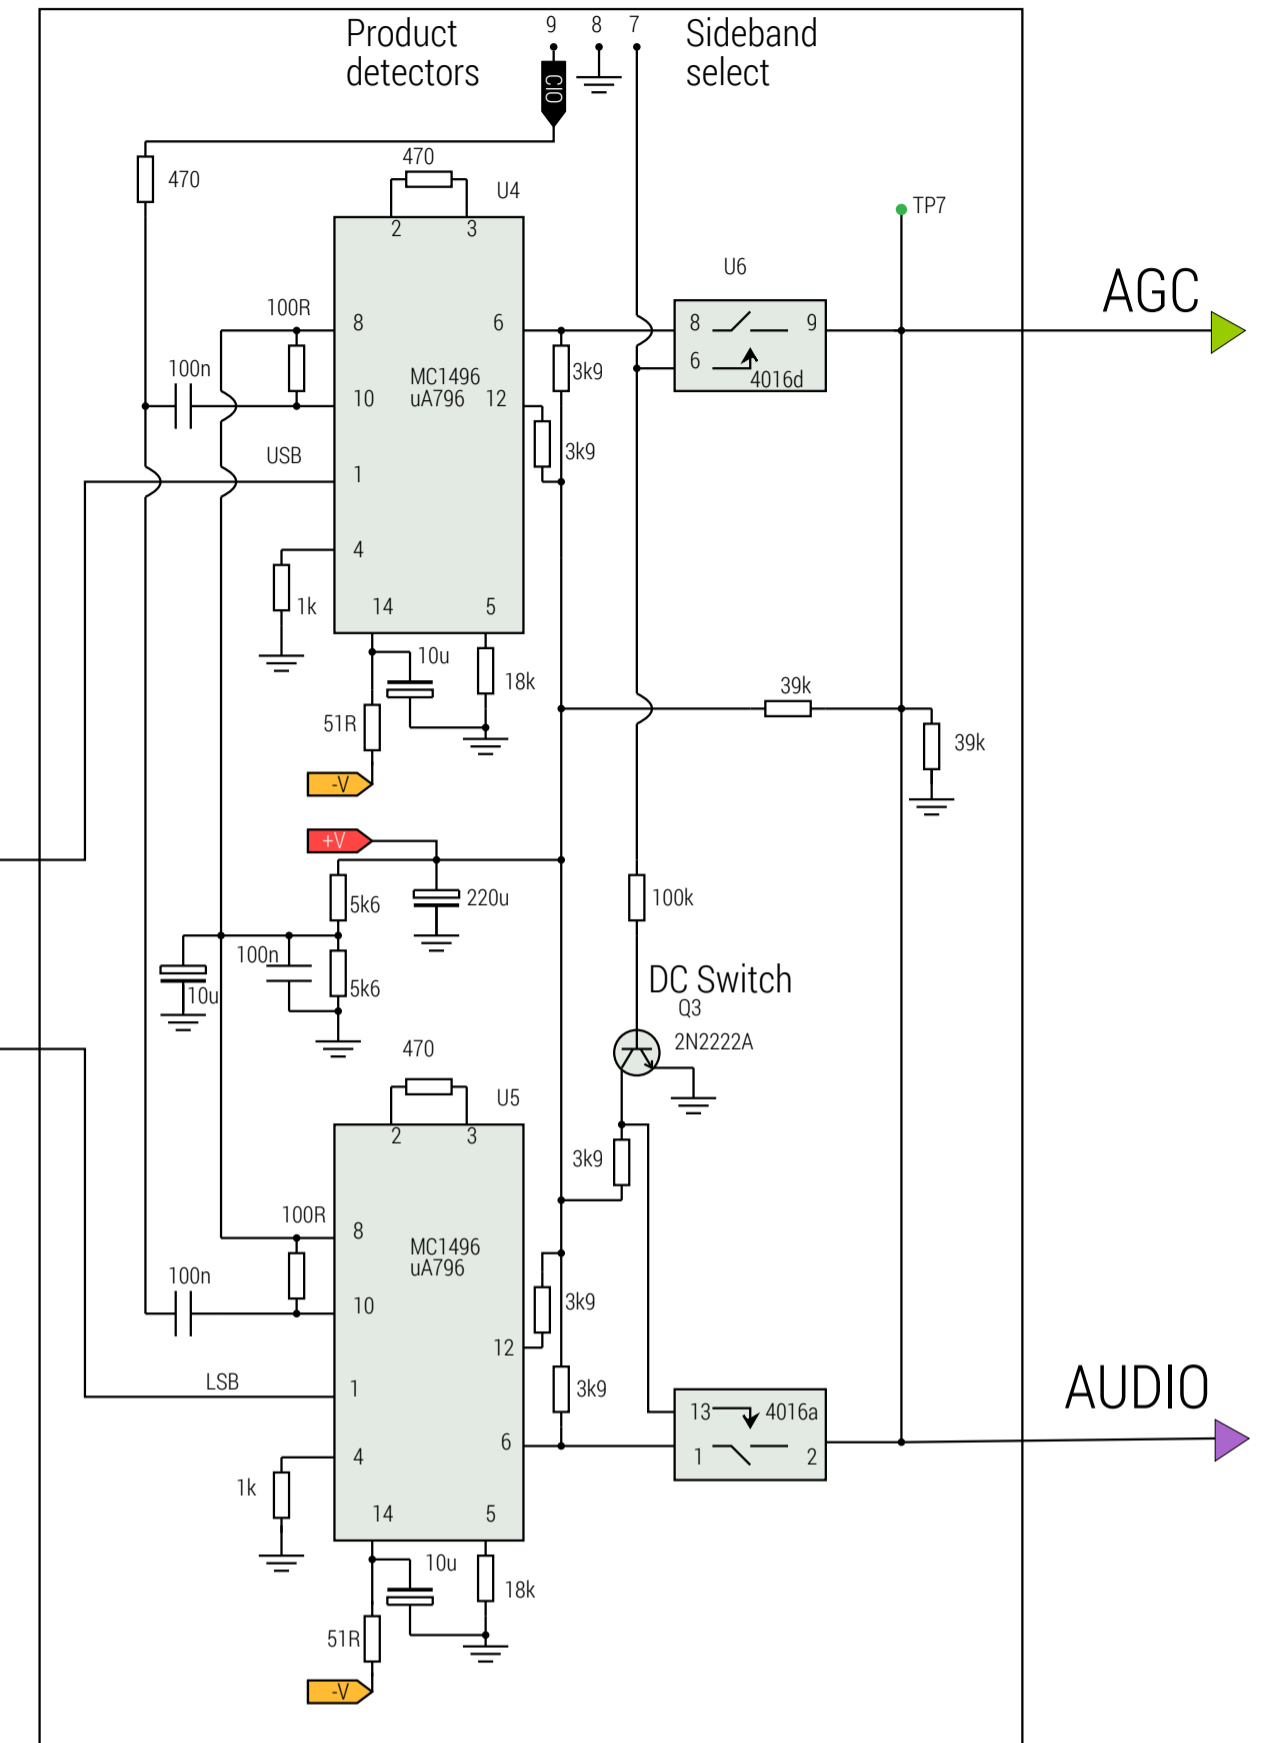 Product
detectors
9
8
7
Sideband
select
CIO
470
470
U4
2
3
TP7
U6
AGC
100R
8
6
8
9
100n
MC1496
uA796
3k9
6
4016d
10
12
USB
3k9
1
4
1k
14
5
10u
18k
51R
39k
39k
-V
+V
5k6
220u
100k
100n
10u
5k6
DC Switch
Q3
2N2222A
470
U5
2
3
3k9
100R
8
MC1496
uA796
100n
10
3k9
12
LSB
1
3k9
AUDIO
13
4016a
6
1
2
4
1k
14
5
10u
18k
51R
-V